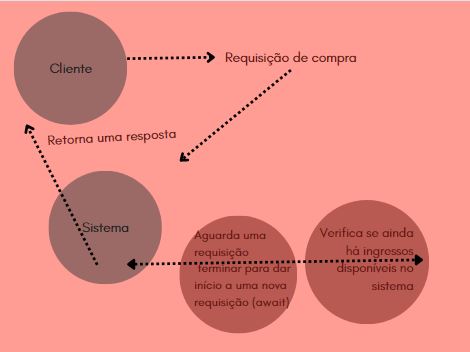 Cliente
Requisição de compra
Retorna uma resposta
Sistema
Aguarda uma
requisição
terminar para dar
início a uma nova
requisição (await)
Verifica se ainda
há ingressos
disponíveis no
sistema